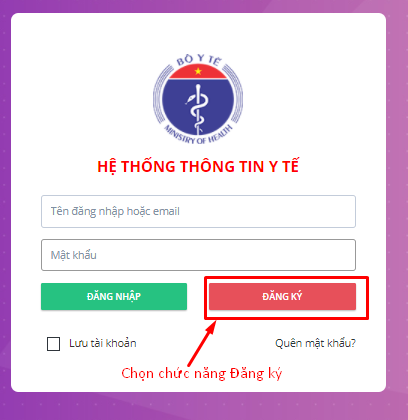 BỘ Y TẾ
MINISTRY OF HEALTH
HỆ THỐNG THÔNG TIN Y TẾ
Tên đăng nhập hoặc email
Mật khẩu
ĐĂNG NHẬP
ĐĂNG KÝ
Lưu tài khoản
Quên mật khẩu?
Chọn chức năng Đăng ký